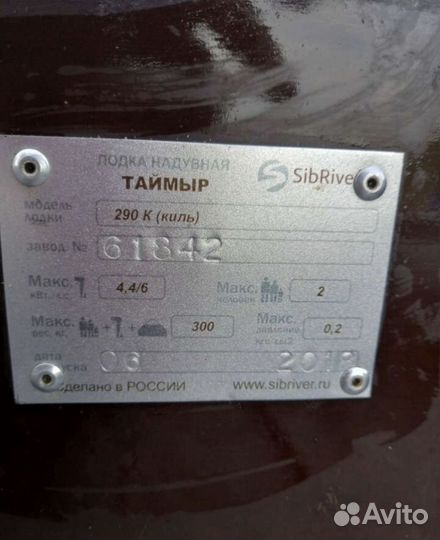 ЛОДКА НАДУВНАЯ
ТАЙМЫР
SibRiver
модель лодки 290 К (киль)
завод. № 61842
Макс. кВт./л.с. 4,4/6 Макс. человек 2
Макс. вес, кг. + + 300 Макс. давление кгс/см2 0,2
дата 06
Сделано в РОССИИ www.sibriver.ru
Avito